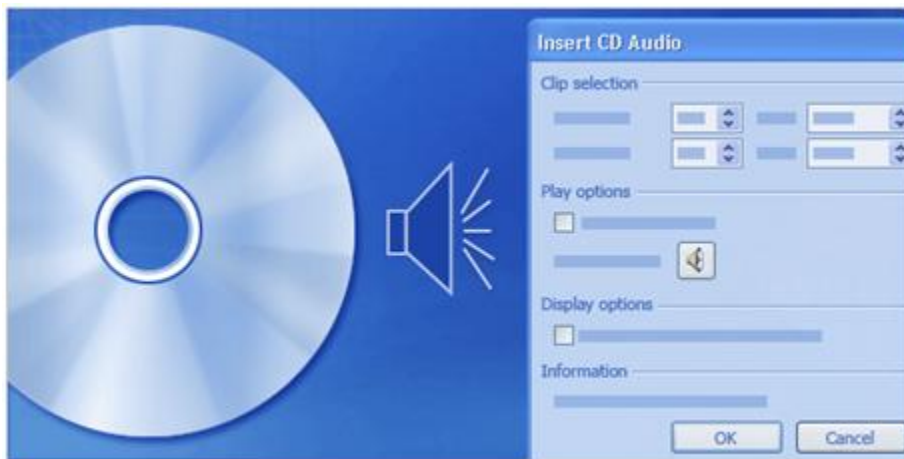 Insert CD Audio
Clip selection
Play options
Display options
Information
OK Cancel